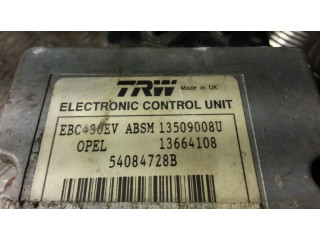 TRW Made in UK
ELECTRONIC CONTROL UNIT
EBC430EV ABSM 13509008U
OPEL 13664108
54084728B